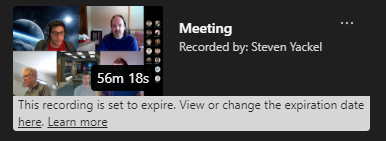 Meeting
Recorded by: Steven Yackel
56m 18s
This recording is set to expire. View or change the expiration date
here. Learn more